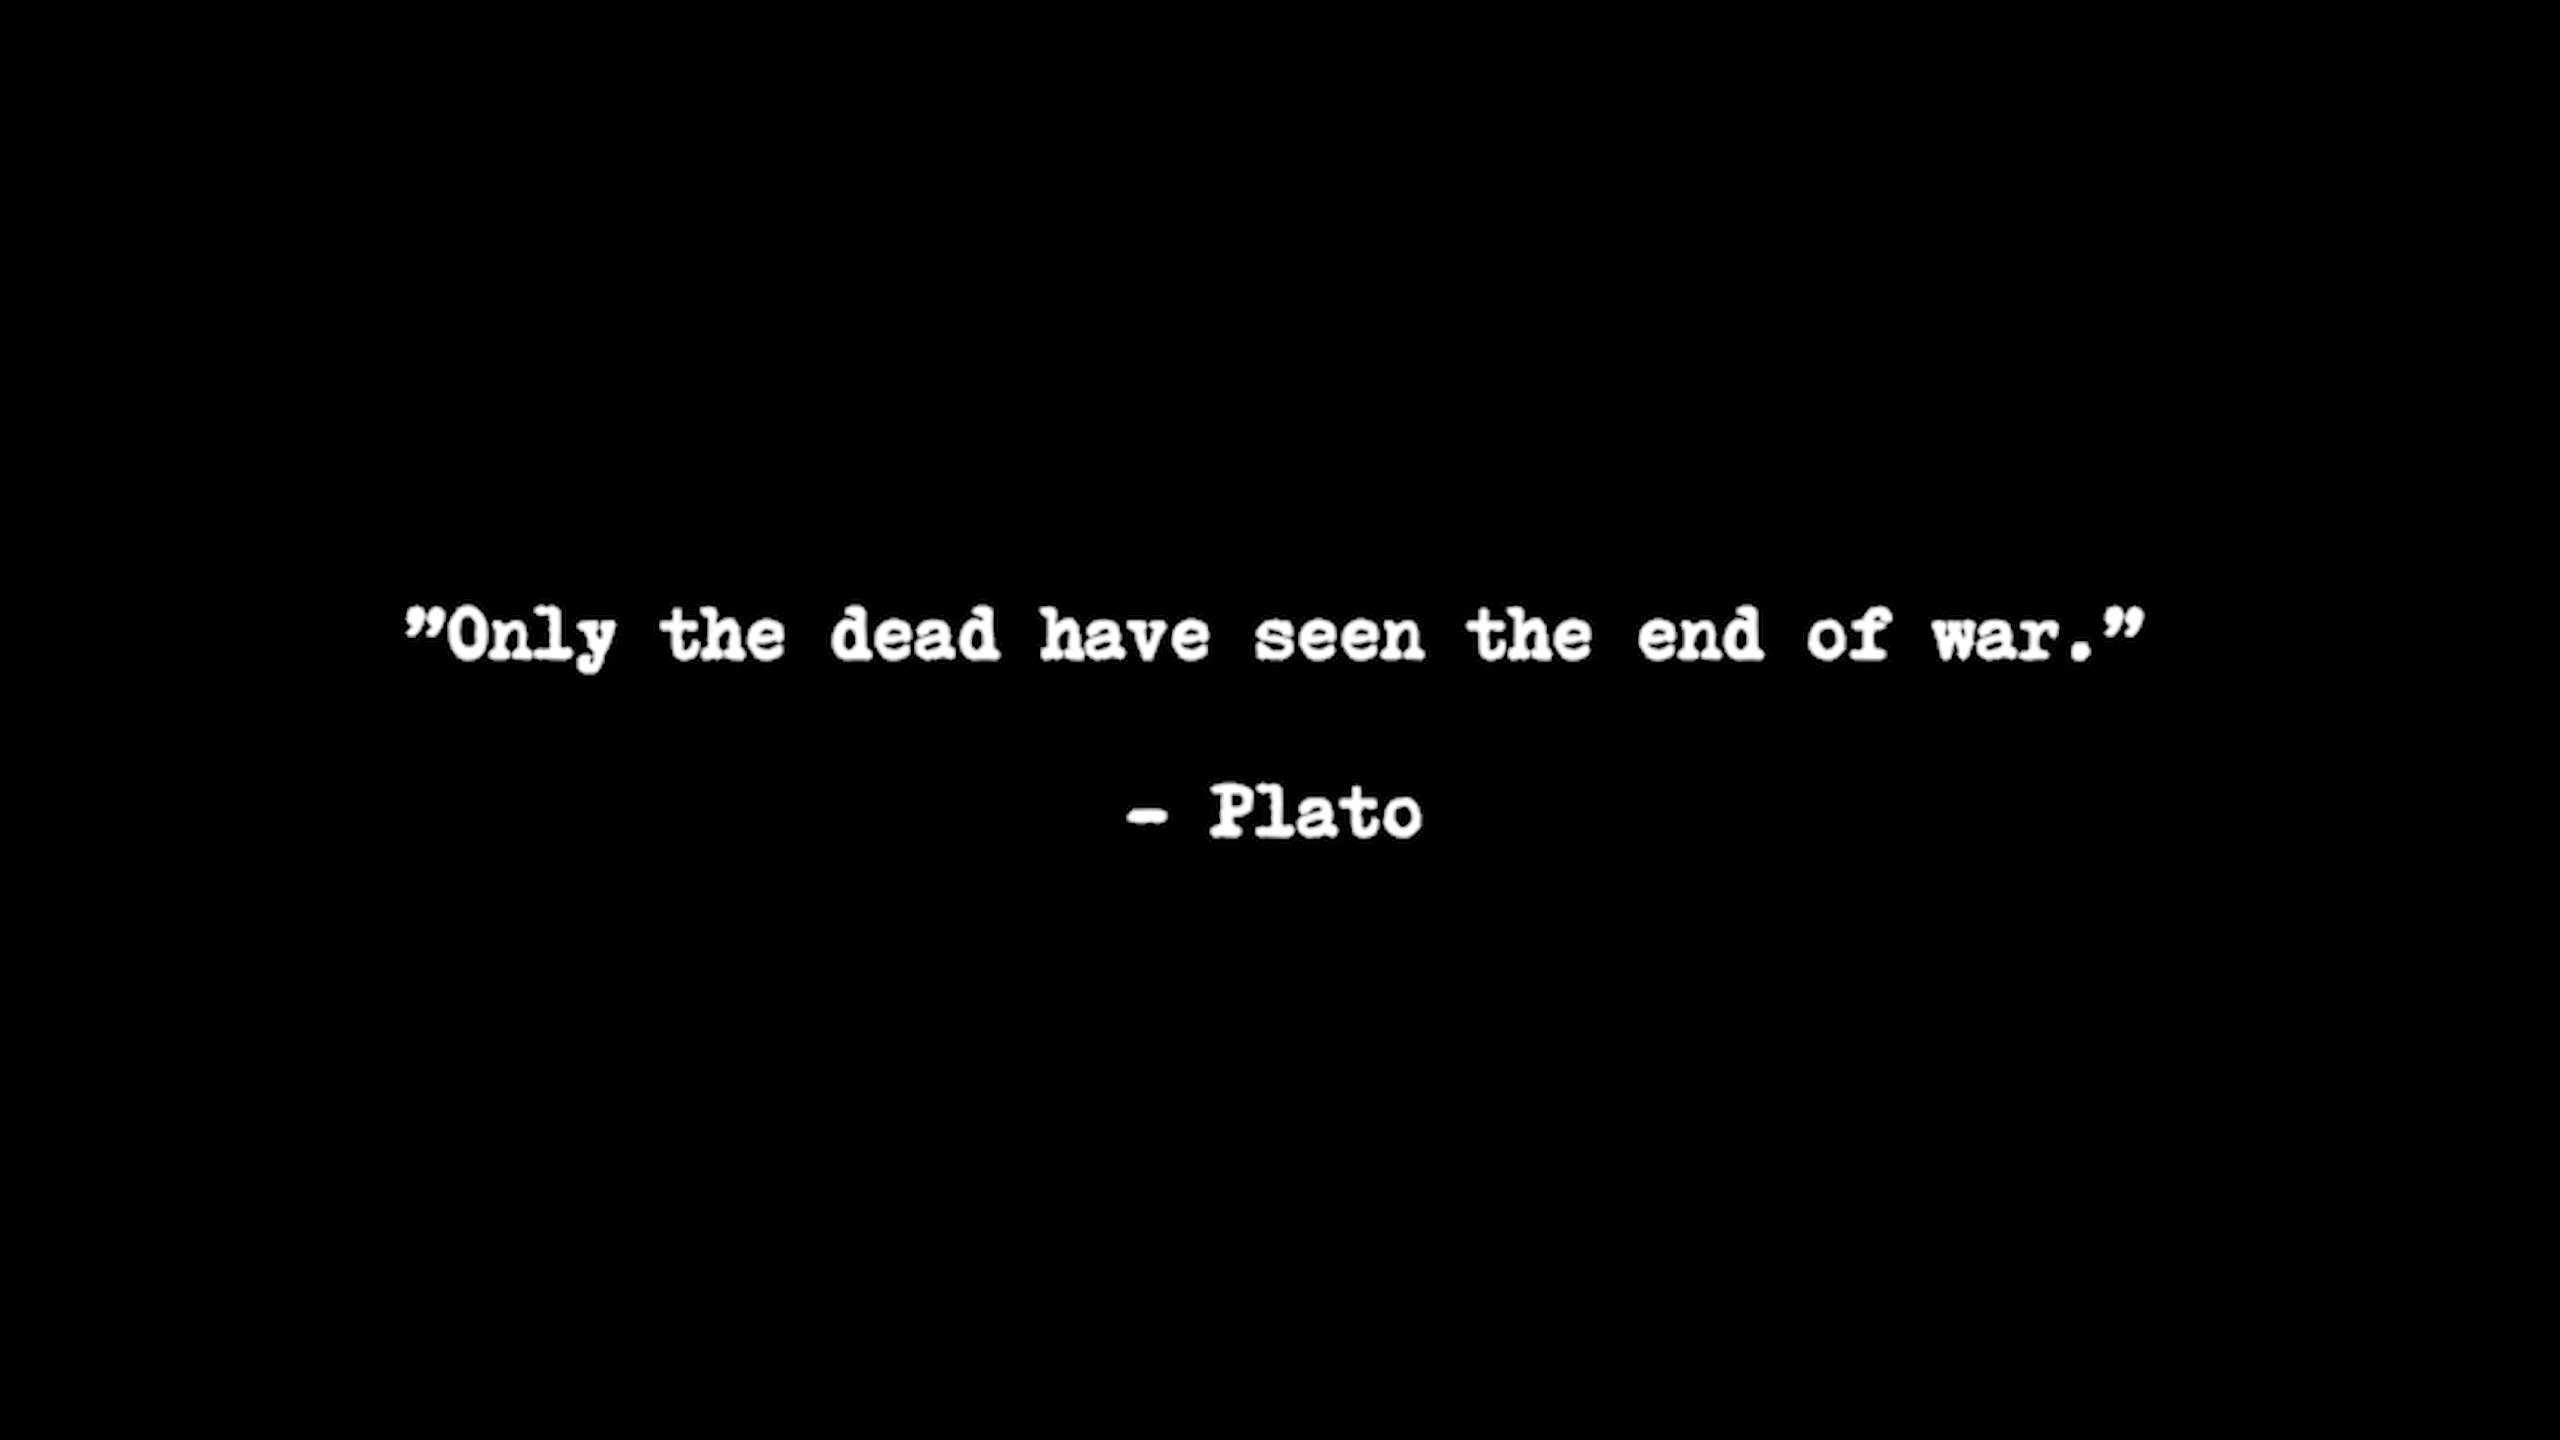 ”Only the dead have seen the end of war.”
- Plato